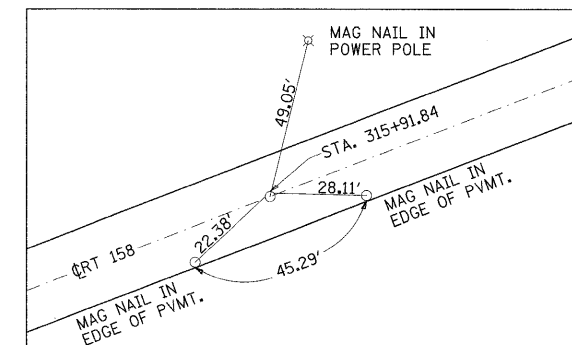 MAG NAIL IN
POWER POLE
49.05'
STA. 315+91.84
28.11'
MAG NAIL IN
EDGE OF PVMT.
22.38'
℄RT 158
45.29'
MAG NAIL IN
EDGE OF PVMT.